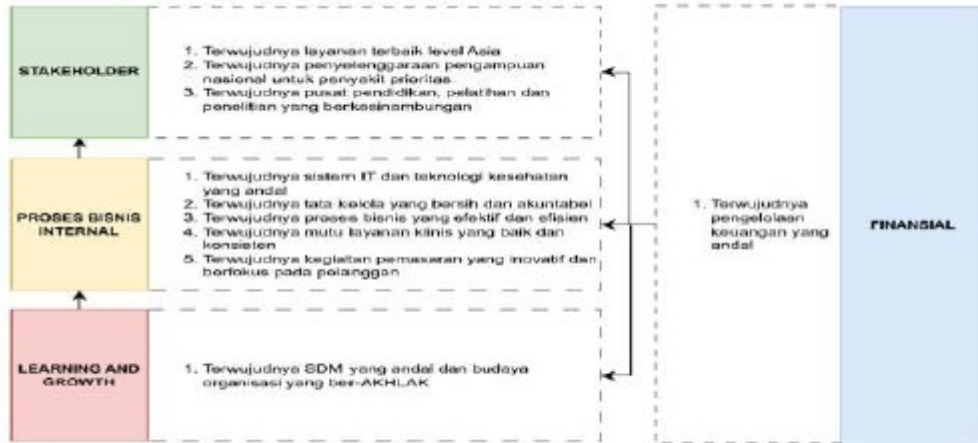 STAKEHOLDER
1. Terwujudnya layanan terbaik level Asia
2. Terwujudnya penyelenggaraan pengampuan
nasional untuk penyakit prioritas
3. Terwujudnya pusat pendidikan, pelatihan dan
penelitian yang berkesinambungan
PROSES BISNIS
INTERNAL
1. Terwujudnya sistem IT dan teknologi kesehatan
yang andal
2. Terwujudnya tata kelola yang bersih dan akuntabel
3. Terwujudnya proses bisnis yang efektif dan efisien
4. Terwujudnya mutu layanan klinis yang baik dan
konsisten
5. Terwujudnya kegiatan pemasaran yang inovatif dan
berfokus pada pelanggan
LEARNING AND
GROWTH
1. Terwujudnya SDM yang andal dan budaya
organisasi yang ber-AKHLAK
1. Terwujudnya
pengelolaan
keuangan yang
andal
FINANSIAL